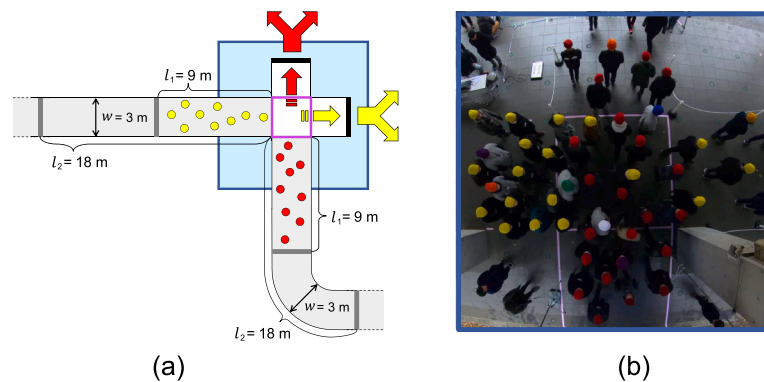 l₁= 9 m
w = 3 m
l₂ = 18 m
l₁= 9 m
w = 3 m
l₂ = 18 m
(a)
(b)